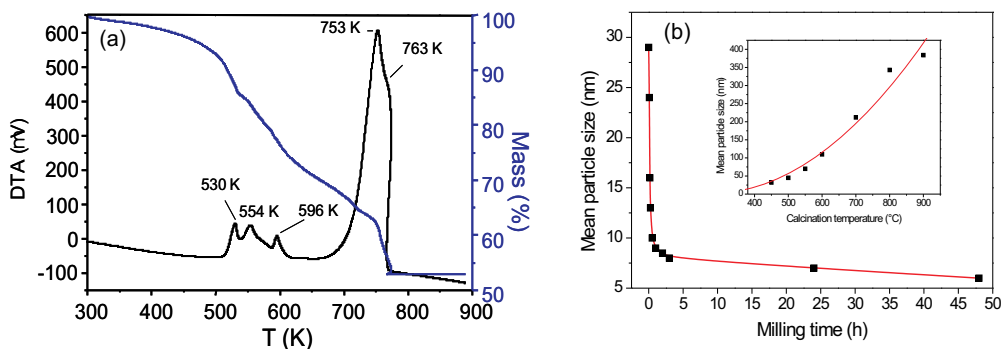 (a)
753 K
763 K
530 K
554 K
596 K
DTA (mV)
600
500
400
300
200
100
0
-100
300 400 500 600 700 800 900
T (K)
100
90
80
70
60
50
Mass (%)
(b)
Mean particle size (nm)
30
25
20
15
10
5
0 5 10 15 20 25 30 35 40 45 50
Milling time (h)
Mean particle size (nm)
400
350
300
250
200
150
100
50
0
400 500 600 700 800 900
Calcination temperature (°C)